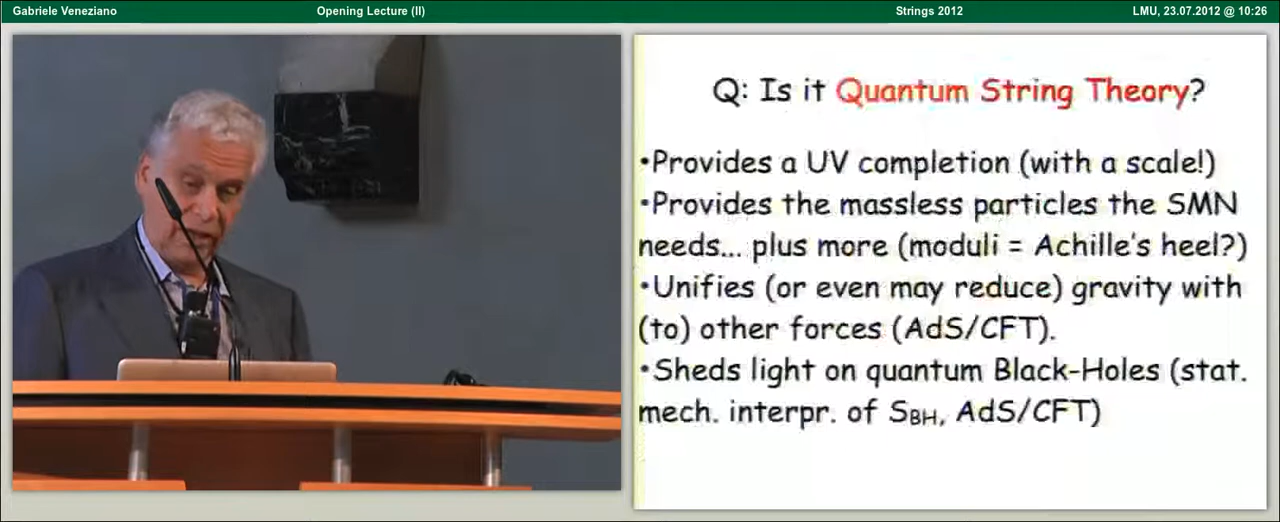 Gabriele Veneziano
Opening Lecture (II)
Strings 2012
LMU, 23.07.2012 @ 10:26
Q: Is it Quantum String Theory?
•Provides a UV completion (with a scale!)
•Provides the massless particles the SMN
needs... plus more (moduli = Achille's heel?)
•Unifies (or even may reduce) gravity with
(to) other forces (AdS/CFT).
•Sheds light on quantum Black-Holes (stat.
mech. interpr. of SBH, AdS/CFT)